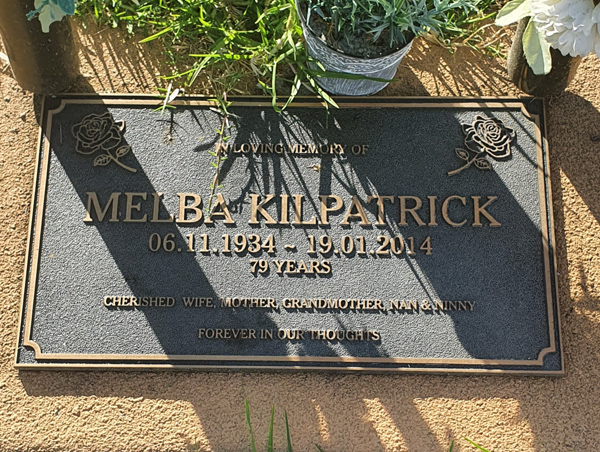 IN LOVING MEMORY OF
MELBA KILPATRICK
06.11.1934 ~ 19.01.2014
79 YEARS
CHERISHED WIFE, MOTHER, GRANDMOTHER, NAN & NINNY
FOREVER IN OUR THOUGHTS